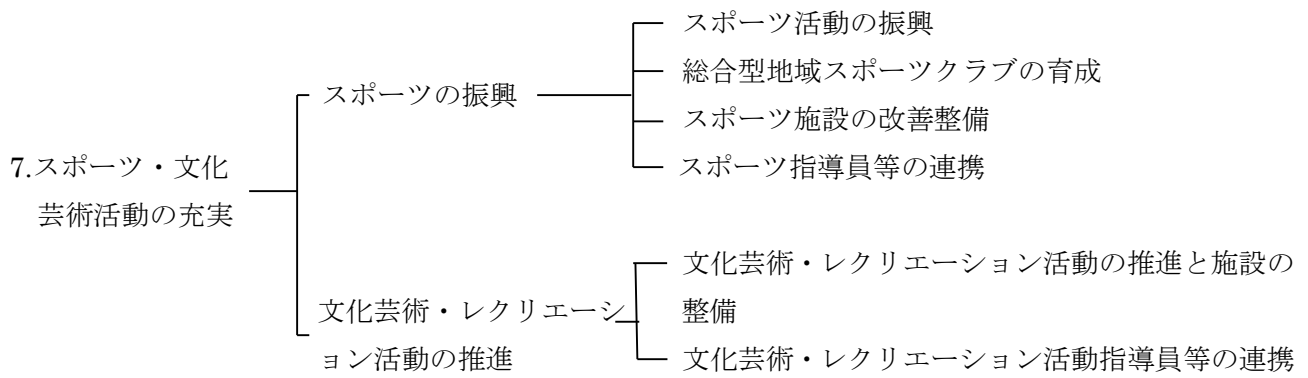 7.スポーツ・文化
芸術活動の充実
スポーツの振興
スポーツ活動の振興
総合型地域スポーツクラブの育成
スポーツ施設の改善整備
スポーツ指導員等の連携
文化芸術・レクリエーシ
ョン活動の推進
文化芸術・レクリエーション活動の推進と施設の
整備
文化芸術・レクリエーション活動指導員等の連携